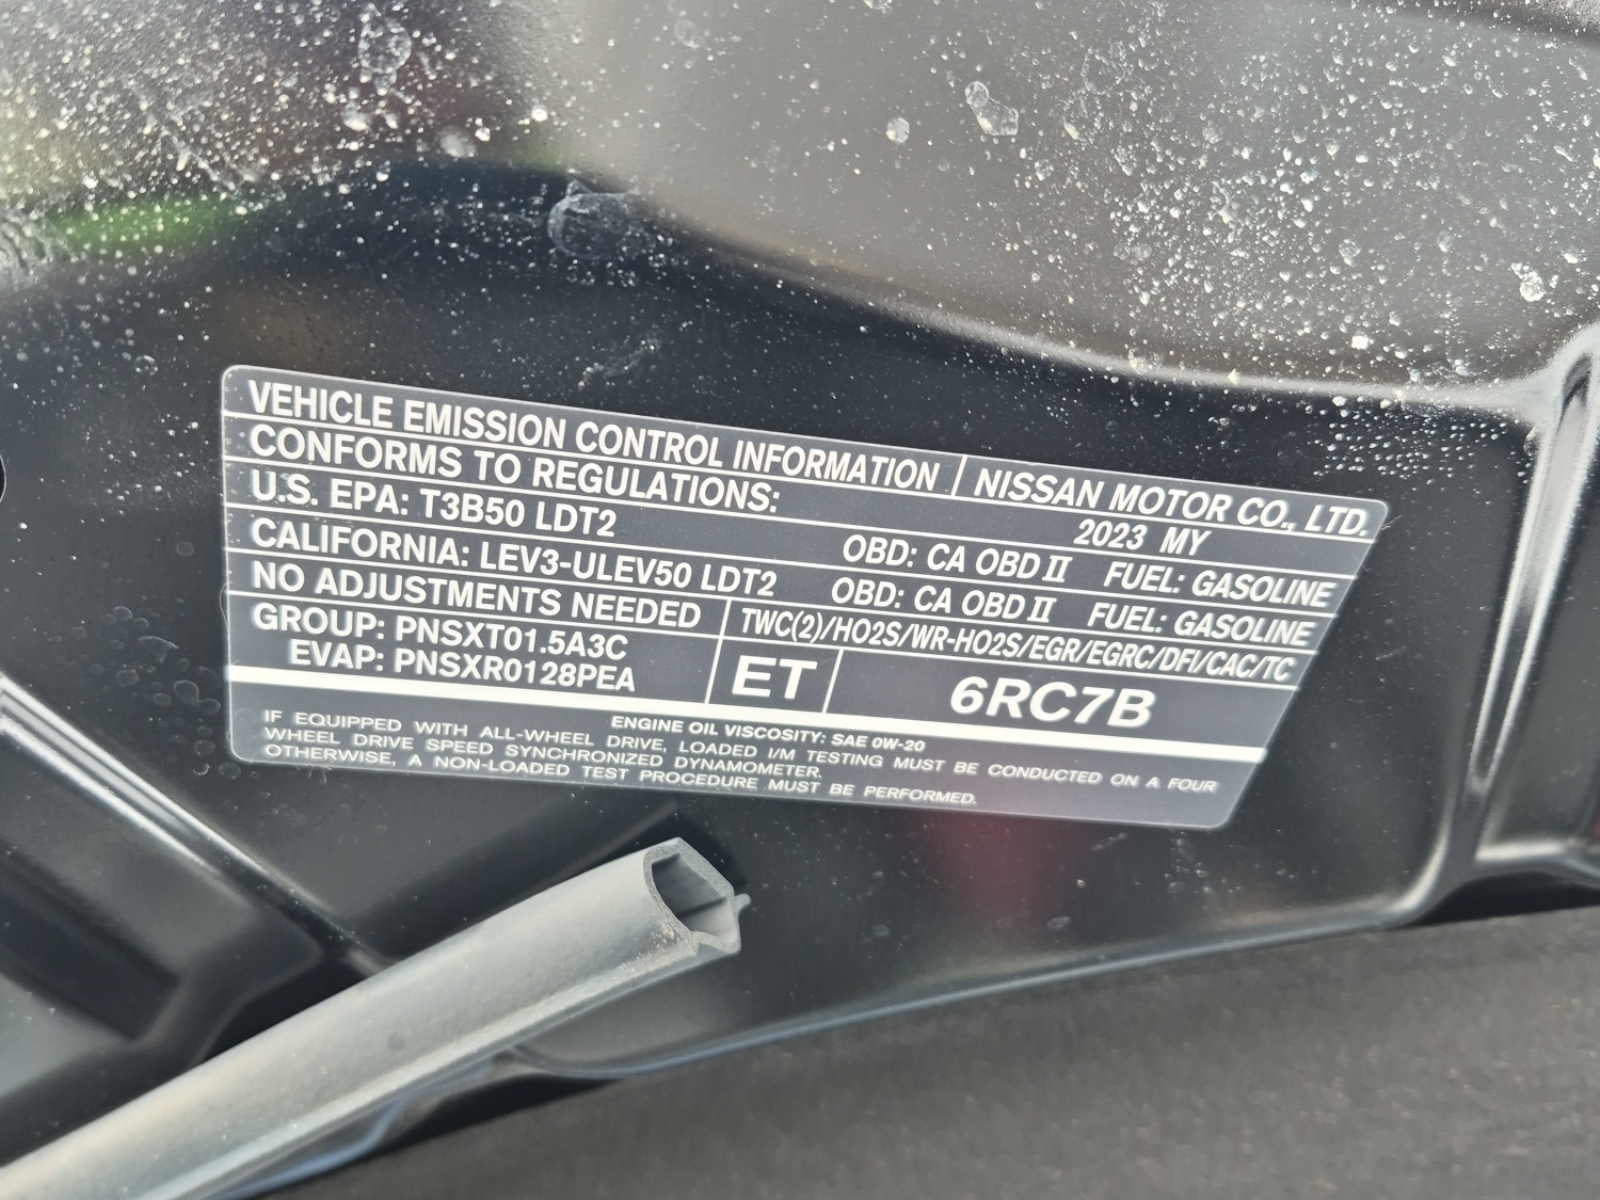 VEHICLE EMISSION CONTROL INFORMATION NISSAN MOTOR CO., LTD.
CONFORMS TO REGULATIONS: 2023 MY
U.S. EPA: T3B50 LDT2 OBD: CA OBD II FUEL: GASOLINE
CALIFORNIA: LEV3-ULEV50 LDT2 OBD: CA OBD II FUEL: GASOLINE
NO ADJUSTMENTS NEEDED TWC(2)/HO2S/WR-HO2S/EGR/EGRC/DFI/CAC/TC
GROUP: PNSXT01.5A3C
EVAP: PNSXR0128PEA
ET 6RC7B
ENGINE OIL VISCOSITY: SAE 0W-20
IF EQUIPPED WITH ALL-WHEEL DRIVE, LOADED I/M TESTING MUST BE CONDUCTED ON A FOUR
WHEEL DRIVE SPEED SYNCHRONIZED DYNAMOMETER.
OTHERWISE, A NON-LOADED TEST PROCEDURE MUST BE PERFORMED.